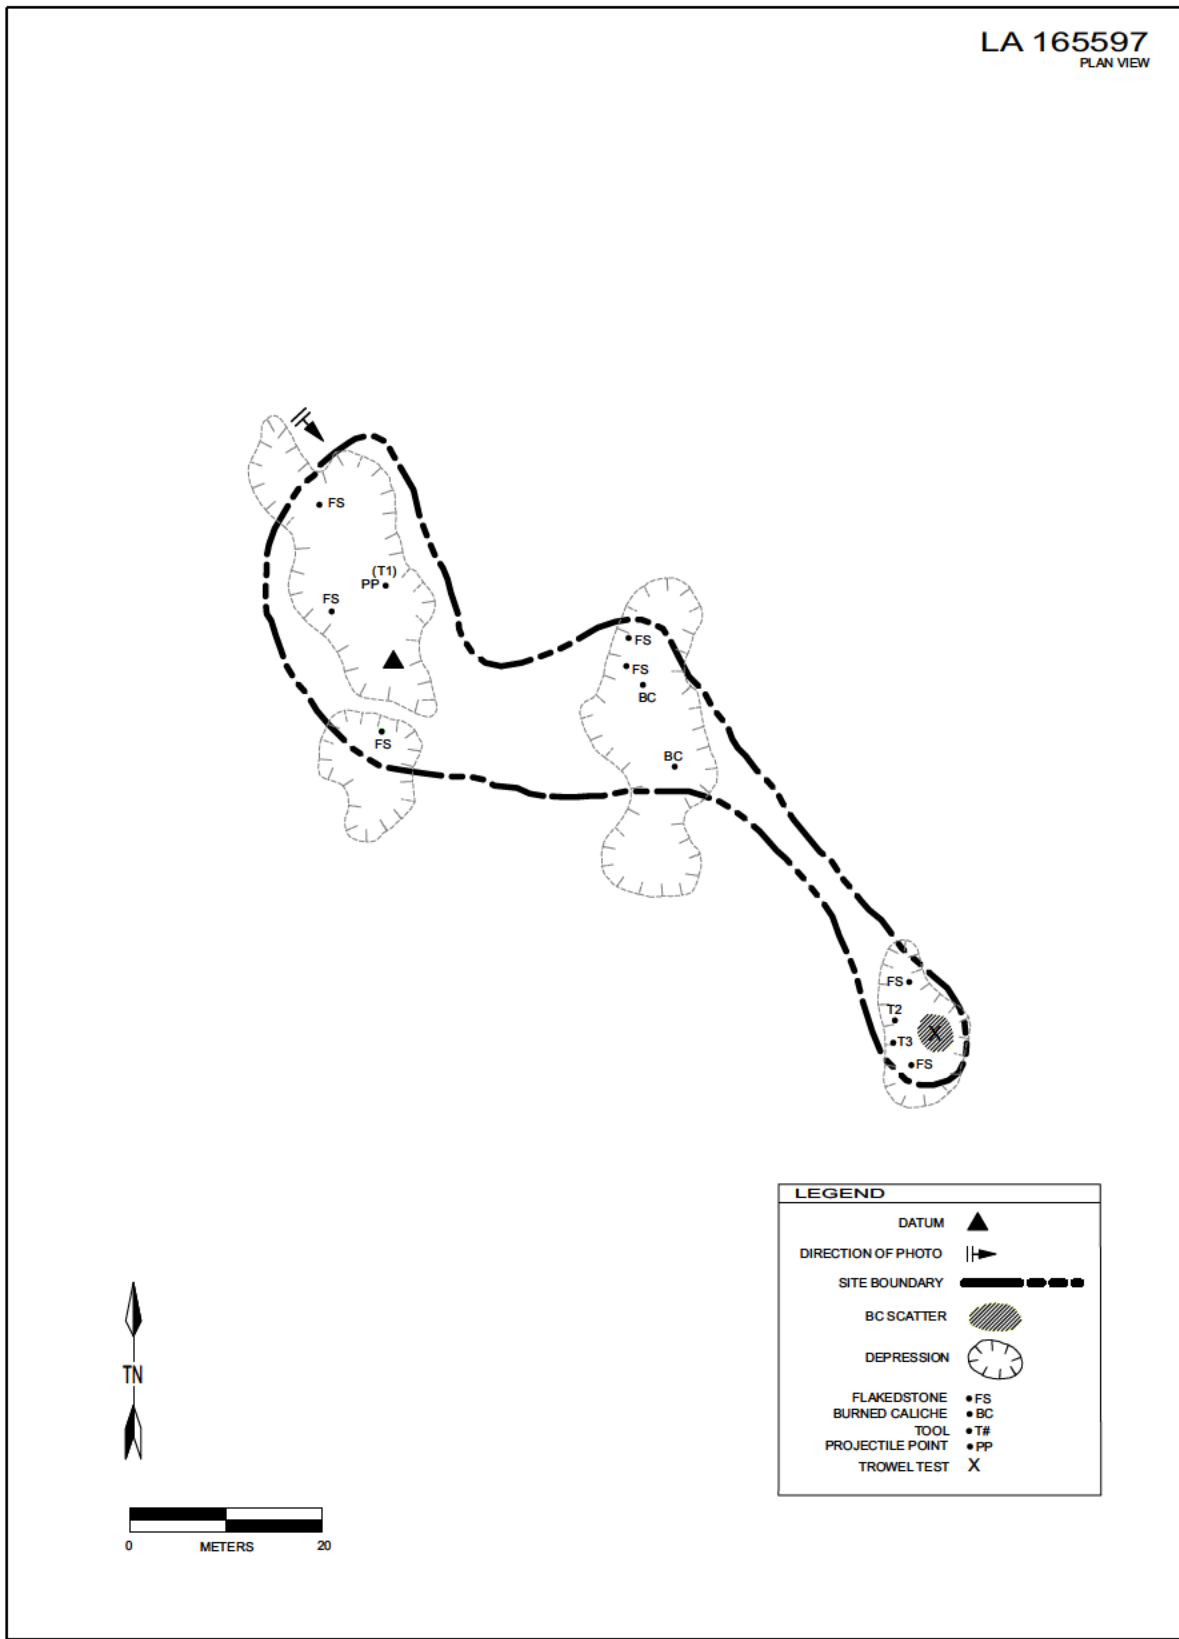 LA 165597
PLAN VIEW
FS
(T1)
PP
FS
FS
FS
BC
FS
BC
FS
T2
T3
FS
X
LEGEND
DATUM
DIRECTION OF PHOTO
SITE BOUNDARY
BC SCATTER
DEPRESSION
FLAKEDSTONE FS
BURNED CALICHE BC
TOOL T#
PROJECTILE POINT PP
TROWEL TEST X
TN
0 METERS 20